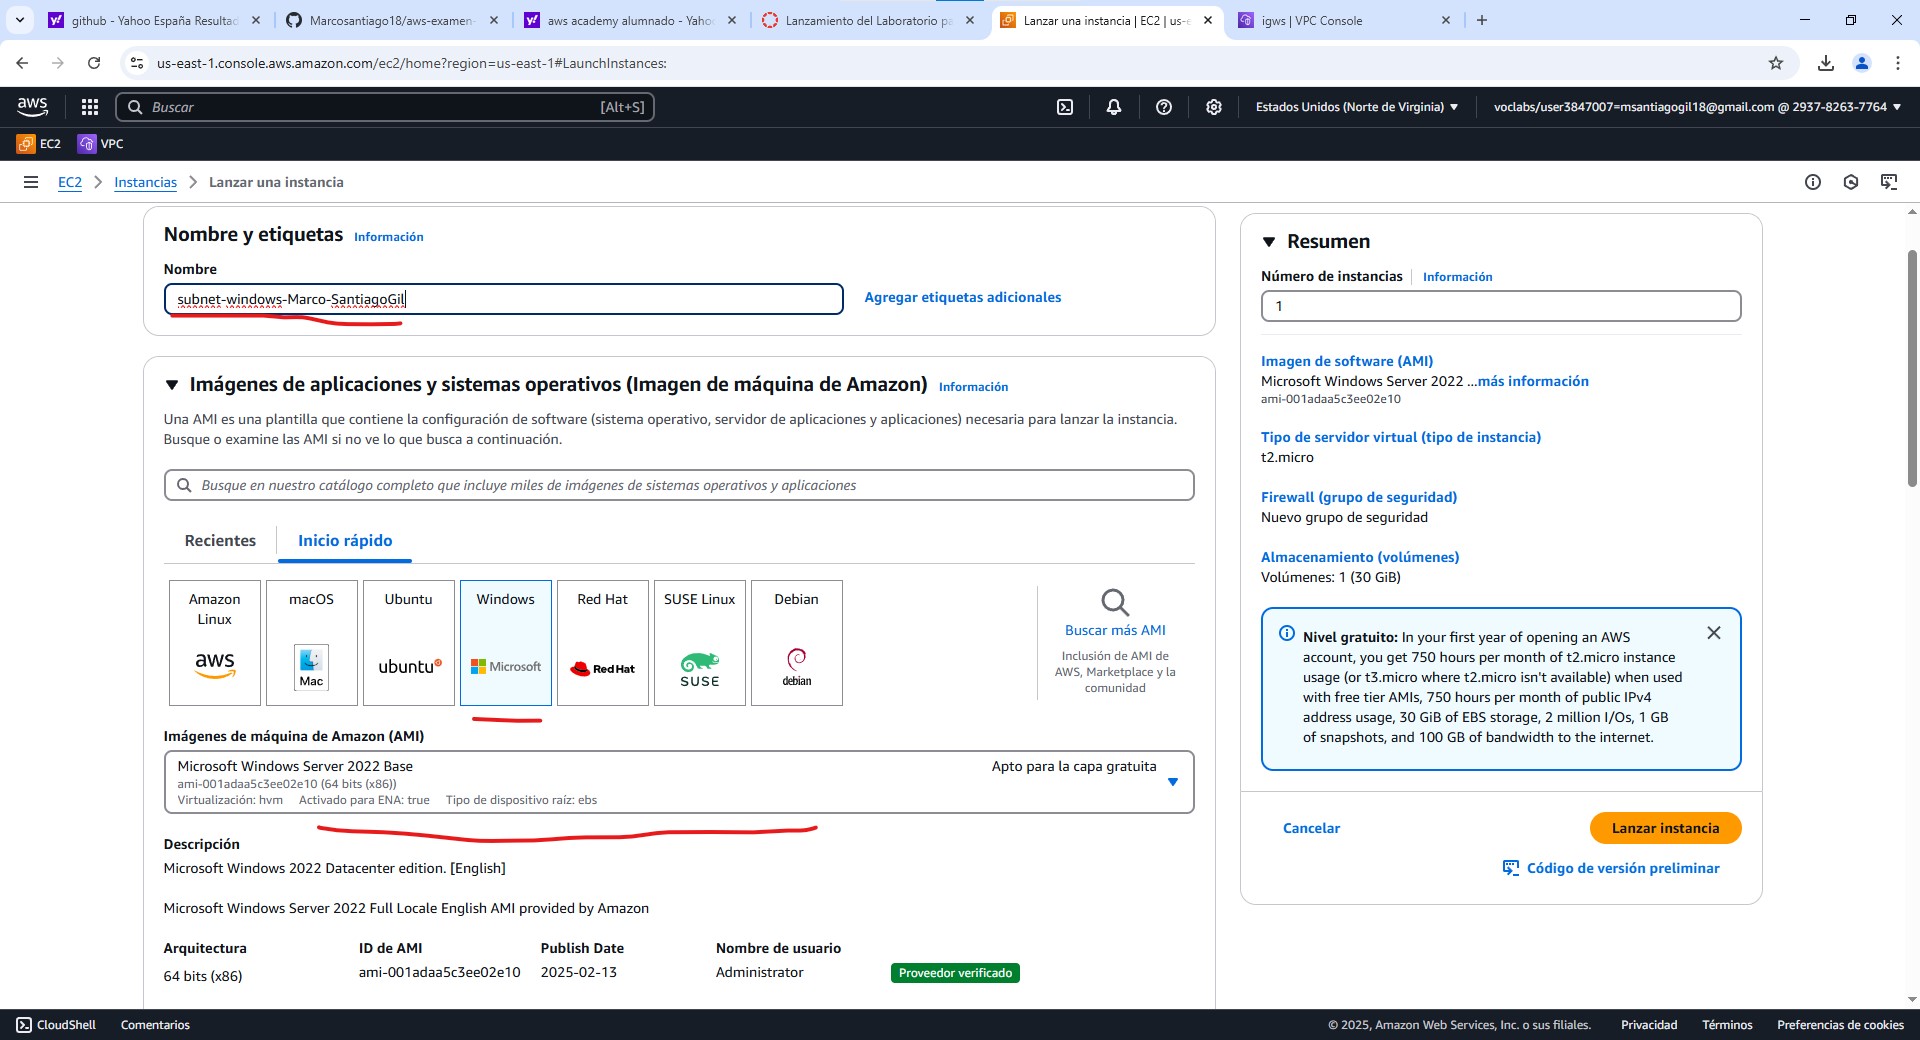 github - Yahoo España Resultad
Marcosantiago18/aws-examen-
aws academy alumnado - Yaho
Lanzamiento del Laboratorio pa
Lanzar una instancia | EC2 | us-e
igws | VPC Console
us-east-1.console.aws.amazon.com/ec2/home?region=us-east-1#LaunchInstances:
aws
Buscar
[Alt+S]
Estados Unidos (Norte de Virginia)
voclabs/user3847007=msantiagogil18@gmail.com @ 2937-8263-7764
EC2
VPC
EC2
Instancias
Lanzar una instancia
Nombre y etiquetas
Información
Nombre
subnet-windows-Marco-SantiagoGil
Agregar etiquetas adicionales
Imágenes de aplicaciones y sistemas operativos (Imagen de máquina de Amazon)
Información
Una AMI es una plantilla que contiene la configuración de software (sistema operativo, servidor de aplicaciones y aplicaciones) necesaria para lanzar la instancia.
Busque o examine las AMI si no ve lo que busca a continuación.
Busque en nuestro catálogo completo que incluye miles de imágenes de sistemas operativos y aplicaciones
Recientes
Inicio rápido
Amazon
Linux
aws
macOS
Mac
Ubuntu
ubuntu
Windows
Microsoft
Red Hat
RedHat
SUSE Linux
SUSE
Debian
debian
Buscar más AMI
Inclusión de AMI de
AWS, Marketplace y la
comunidad
Imágenes de máquina de Amazon (AMI)
Microsoft Windows Server 2022 Base
Apto para la capa gratuita
ami-001adaa5c3ee02e10 (64 bits (x86))
Virtualización: hvm Activado para ENA: true Tipo de dispositivo raíz: ebs
Descripción
Microsoft Windows 2022 Datacenter edition. [English]
Microsoft Windows Server 2022 Full Locale English AMI provided by Amazon
Arquitectura
64 bits (x86)
ID de AMI
ami-001adaa5c3ee02e10
Publish Date
2025-02-13
Nombre de usuario
Administrator
Proveedor verificado
Resumen
Número de instancias
Información
1
Imagen de software (AMI)
Microsoft Windows Server 2022 ...más información
ami-001adaa5c3ee02e10
Tipo de servidor virtual (tipo de instancia)
t2.micro
Firewall (grupo de seguridad)
Nuevo grupo de seguridad
Almacenamiento (volúmenes)
Volúmenes: 1 (30 GiB)
Nivel gratuito: In your first year of opening an AWS
account, you get 750 hours per month of t2.micro instance
usage (or t3.micro where t2.micro isn't available) when used
with free tier AMIs, 750 hours per month of public IPv4
address usage, 30 GiB of EBS storage, 2 million I/Os, 1 GB
of snapshots, and 100 GB of bandwidth to the internet.
Cancelar
Lanzar instancia
Código de versión preliminar
CloudShell
Comentarios
© 2025, Amazon Web Services, Inc. o sus filiales.
Privacidad
Términos
Preferencias de cookies